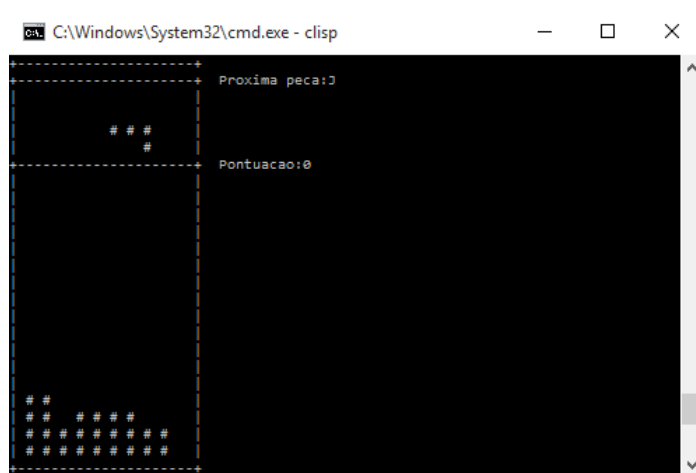 C:\Windows\System32\cmd.exe - clisp
+---------------------+
+---------------------+ Proxima peca:J
| |
| |
| # # # |
| # |
+---------------------+ Pontuacao:0
| |
| |
| |
| |
| |
| |
| |
| |
| |
| |
| |
| |
| |
| # # |
| # # # # # # |
| # # # # # # # # # |
| # # # # # # # # # |
+---------------------+